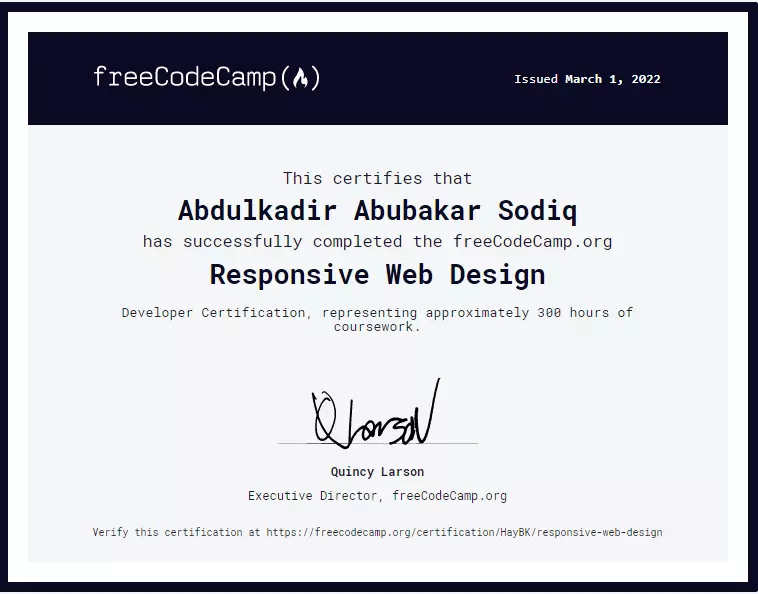 freeCodeCamp(🔥)
Issued March 1, 2022
This certifies that
Abdulkadir Abubakar Sodiq
has successfully completed the freeCodeCamp.org
Responsive Web Design
Developer Certification, representing approximately 300 hours of
coursework.
QLarson
Quincy Larson
Executive Director, freeCodeCamp.org
Verify this certification at https://freecodecamp.org/certification/HayBK/responsive-web-design